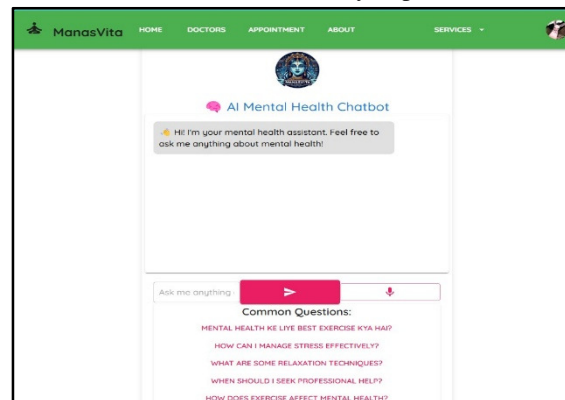 ManasVita HOME DOCTORS APPOINTMENT ABOUT SERVICES
AI Mental Health Chatbot
Hi! I'm your mental health assistant. Feel free to
ask me anything about mental health!
Ask me anything
Common Questions:
MENTAL HEALTH KE LIYE BEST EXERCISE KYA HAI?
HOW CAN I MANAGE STRESS EFFECTIVELY?
WHAT ARE SOME RELAXATION TECHNIQUES?
WHEN SHOULD I SEEK PROFESSIONAL HELP?
HOW DOES EXERCISE AFFECT MENTAL HEALTH?